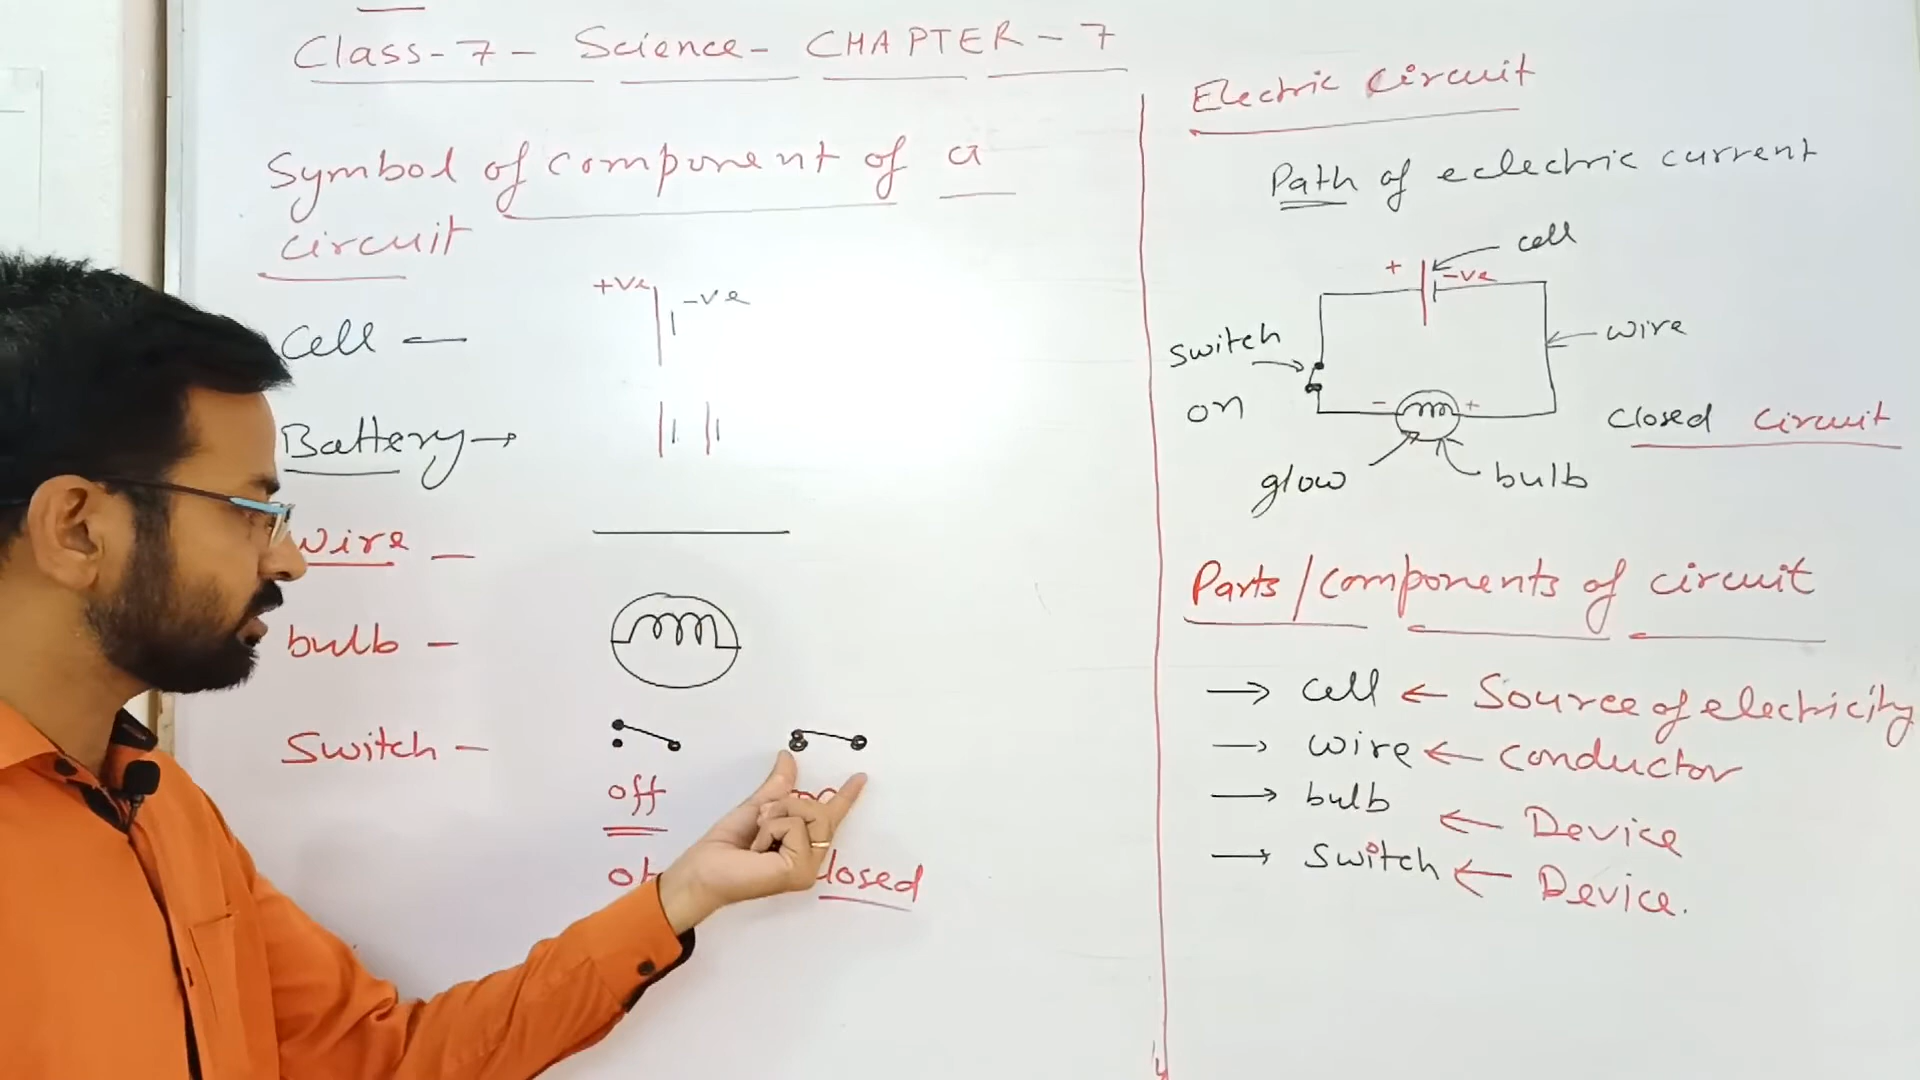 Class-7- Science- CHAPTER-7
Symbol of component of a
circuit
Cell —
+ve
-ve
Battery→
wire —
bulb —
Switch —
off
losed
Electric Circuit
Path of eclectric current
cell
+
-ve
switch
on
wire
-
+
glow
bulb
Closed Circuit
Parts/components of circuit
→ cell ← Source of electricity
→ wire ← conductor
→ bulb ← Device
→ switch ← Device.